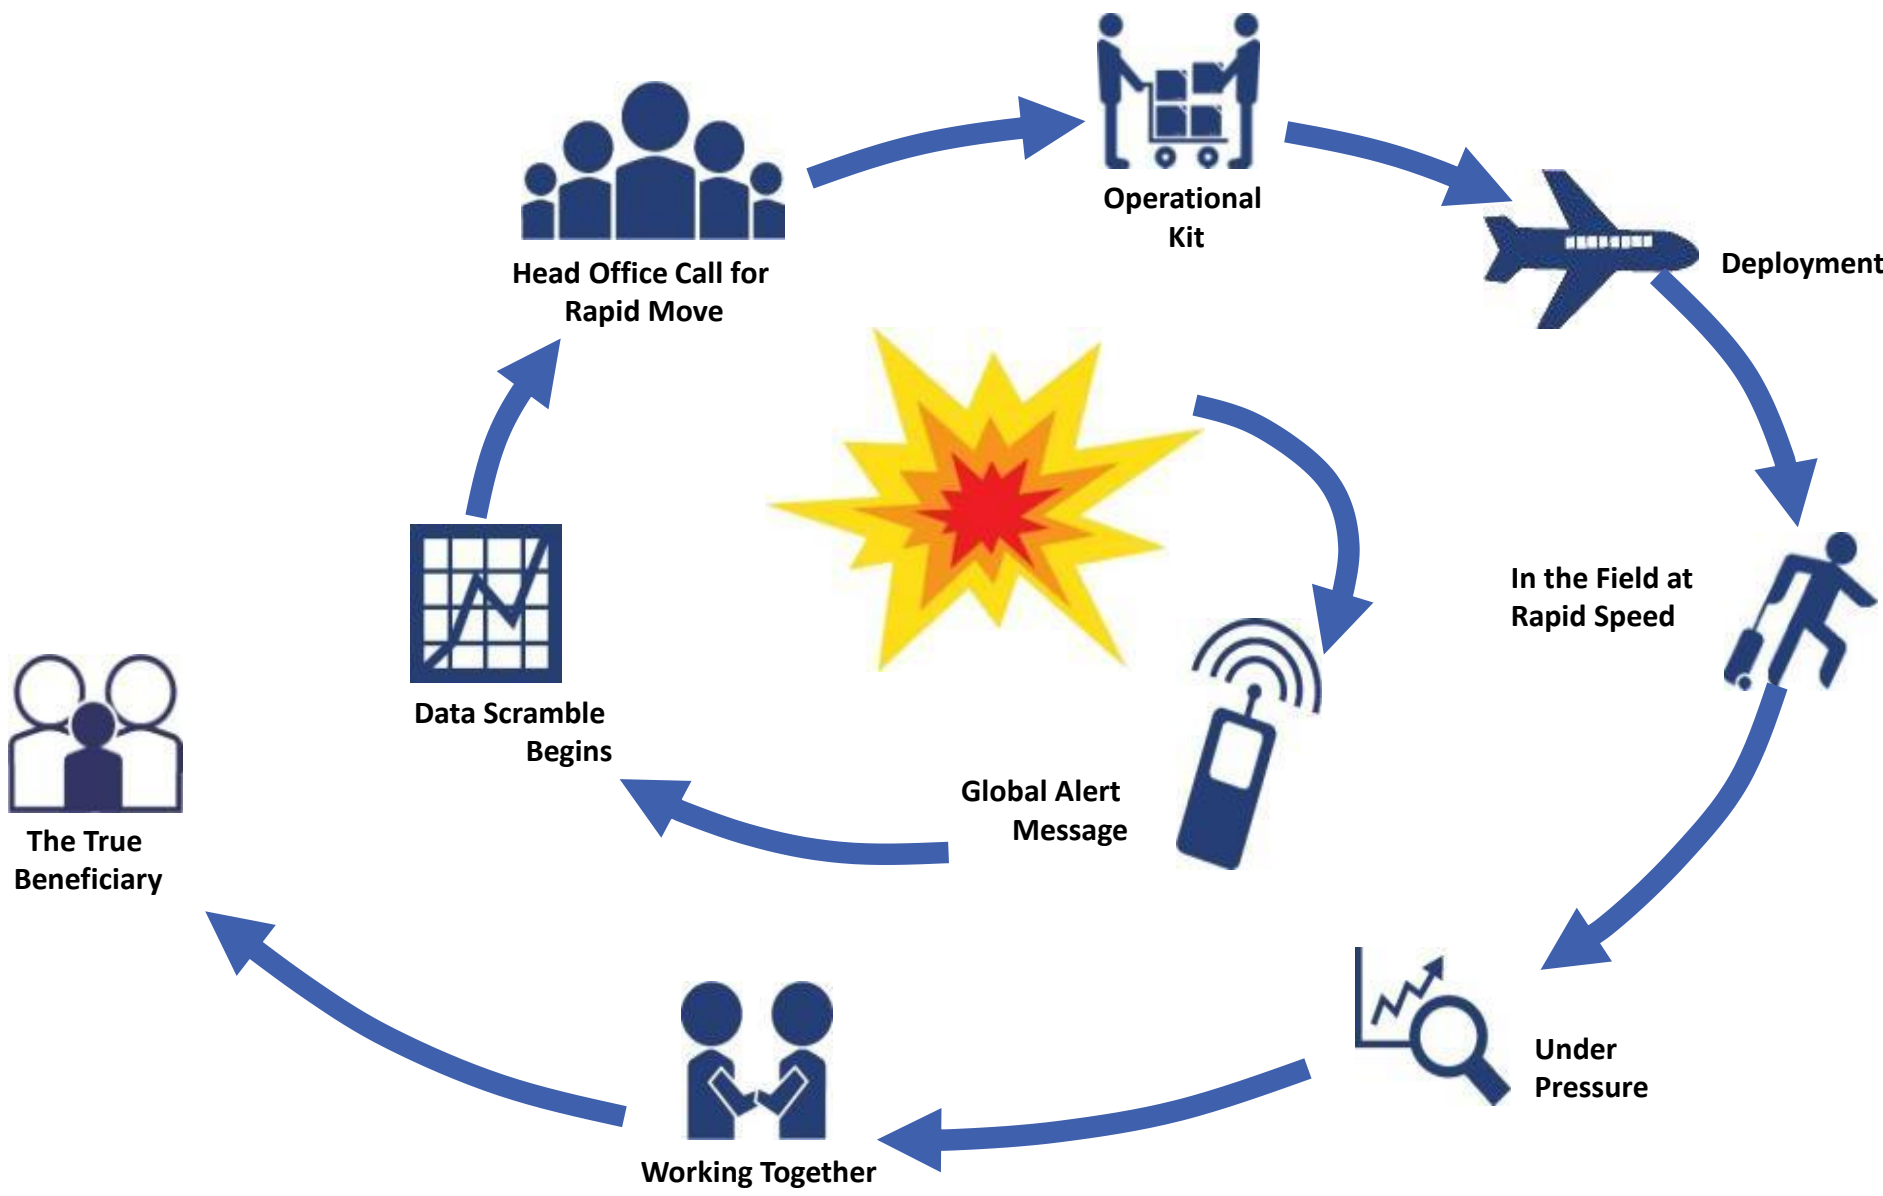 Operational
Kit
Head Office Call for
Rapid Move
Deployment
In the Field at
Rapid Speed
Data Scramble
Begins
Global Alert
Message
The True
Beneficiary
Under
Pressure
Working Together